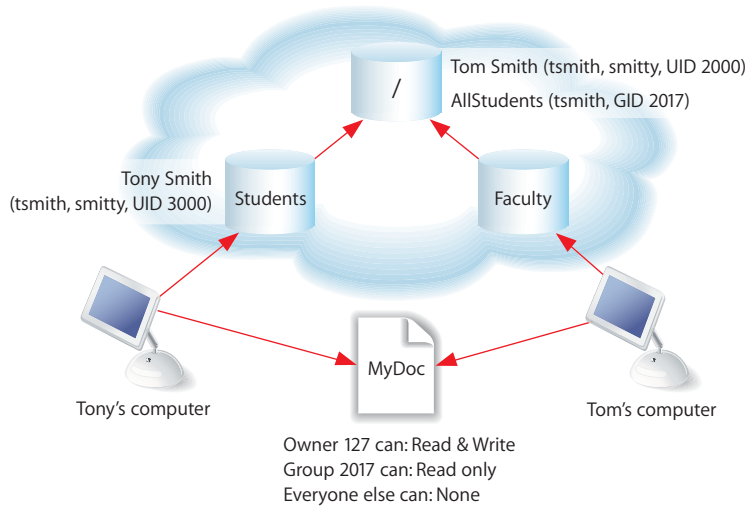 Tom Smith (tsmith, smitty, UID 2000)
/
AllStudents (tsmith, GID 2017)
Tony Smith
(tsmith, smitty, UID 3000)
Students
Faculty
MyDoc
Tony's computer
Tom's computer
Owner 127 can: Read & Write
Group 2017 can: Read only
Everyone else can: None